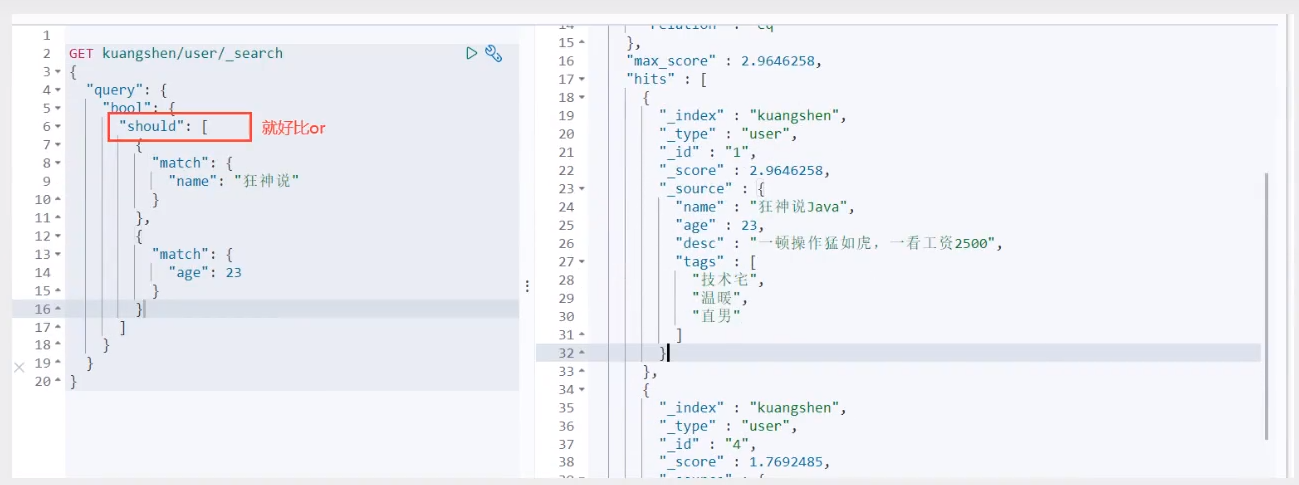 1
2 GET kuangshen/user/_search
3 {
4 "query": {
5 "bool": {
6 "should": [ 就好比or
7 {
8 "match": {
9 "name": "狂神说"
10 }
11 },
12 {
13 "match": {
14 "age": 23
15 }
16 }
17 ]
18 }
19 }
20 }
14 "relation" : "eq"
15 },
16 "max_score" : 2.9646258,
17 "hits" : [
18 {
19 "_index" : "kuangshen",
20 "_type" : "user",
21 "_id" : "1",
22 "_score" : 2.9646258,
23 "_source" : {
24 "name" : "狂神说Java",
25 "age" : 23,
26 "desc" : "一顿操作猛如虎，一看工资2500",
27 "tags" : [
28 "技术宅",
29 "温暖",
30 "直男"
31 ]
32 }
33 },
34 {
35 "_index" : "kuangshen",
36 "_type" : "user",
37 "_id" : "4",
38 "_score" : 1.7692485,
39 "_source" : {